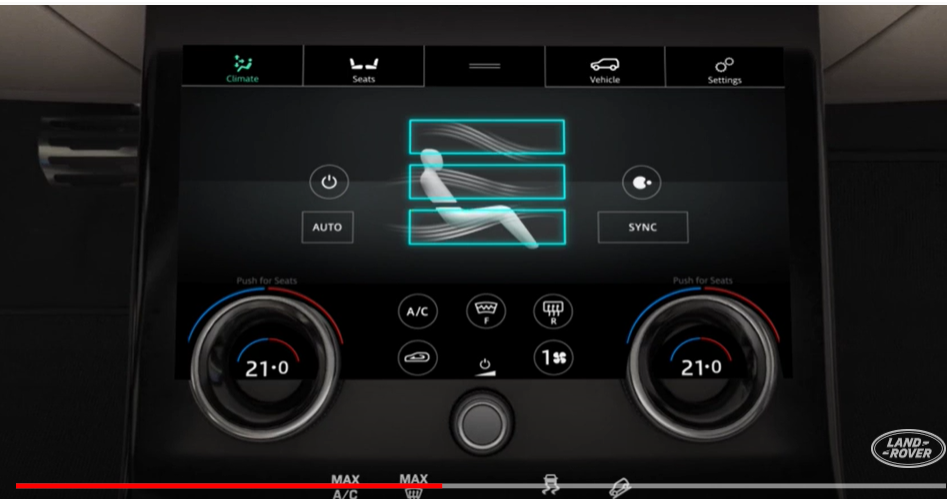 Climate
Seats
Vehicle
Settings
AUTO
SYNC
Push for Seats
Push for Seats
A/C
F
R
21•0
1
21•0
LAND-
-ROVER
MAX
A/C
MAX